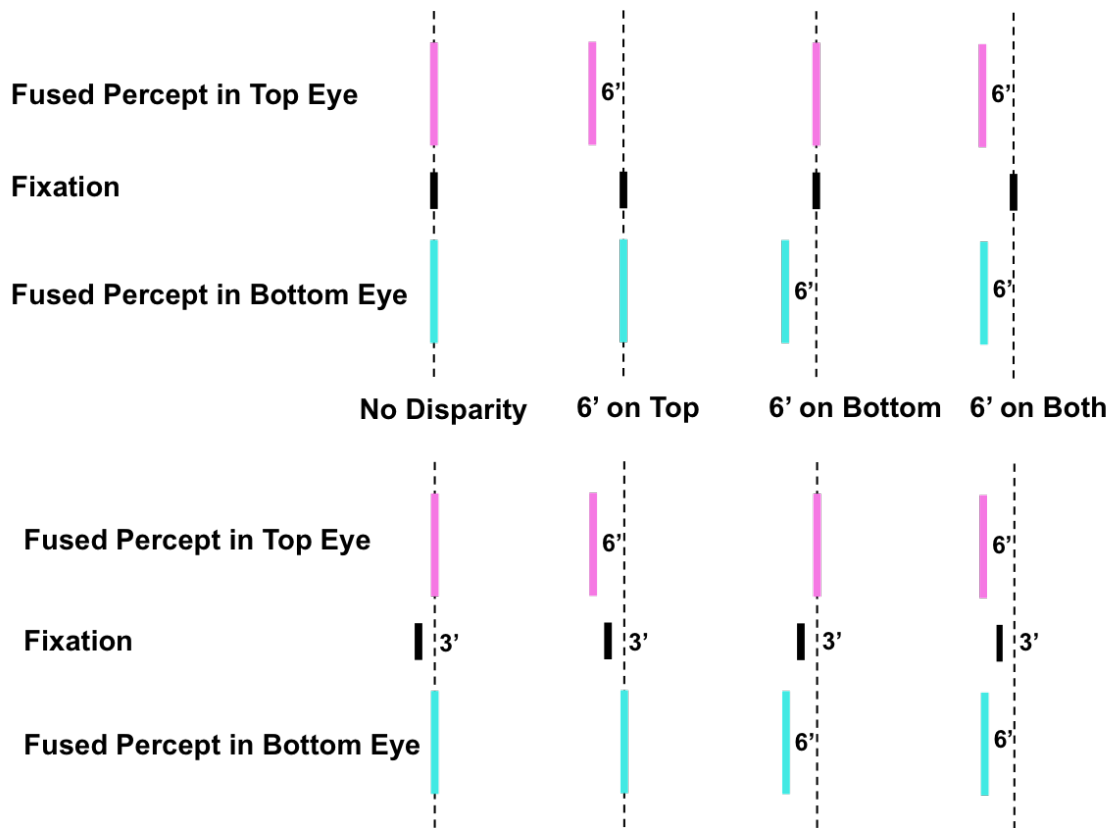 Fused Percept in Top Eye
6’
6’
Fixation
Fused Percept in Bottom Eye
6’
6’
No Disparity
6’ on Top
6’ on Bottom
6’ on Both
Fused Percept in Top Eye
6’
6’
Fixation
3’
3’
3’
3’
Fused Percept in Bottom Eye
6’
6’